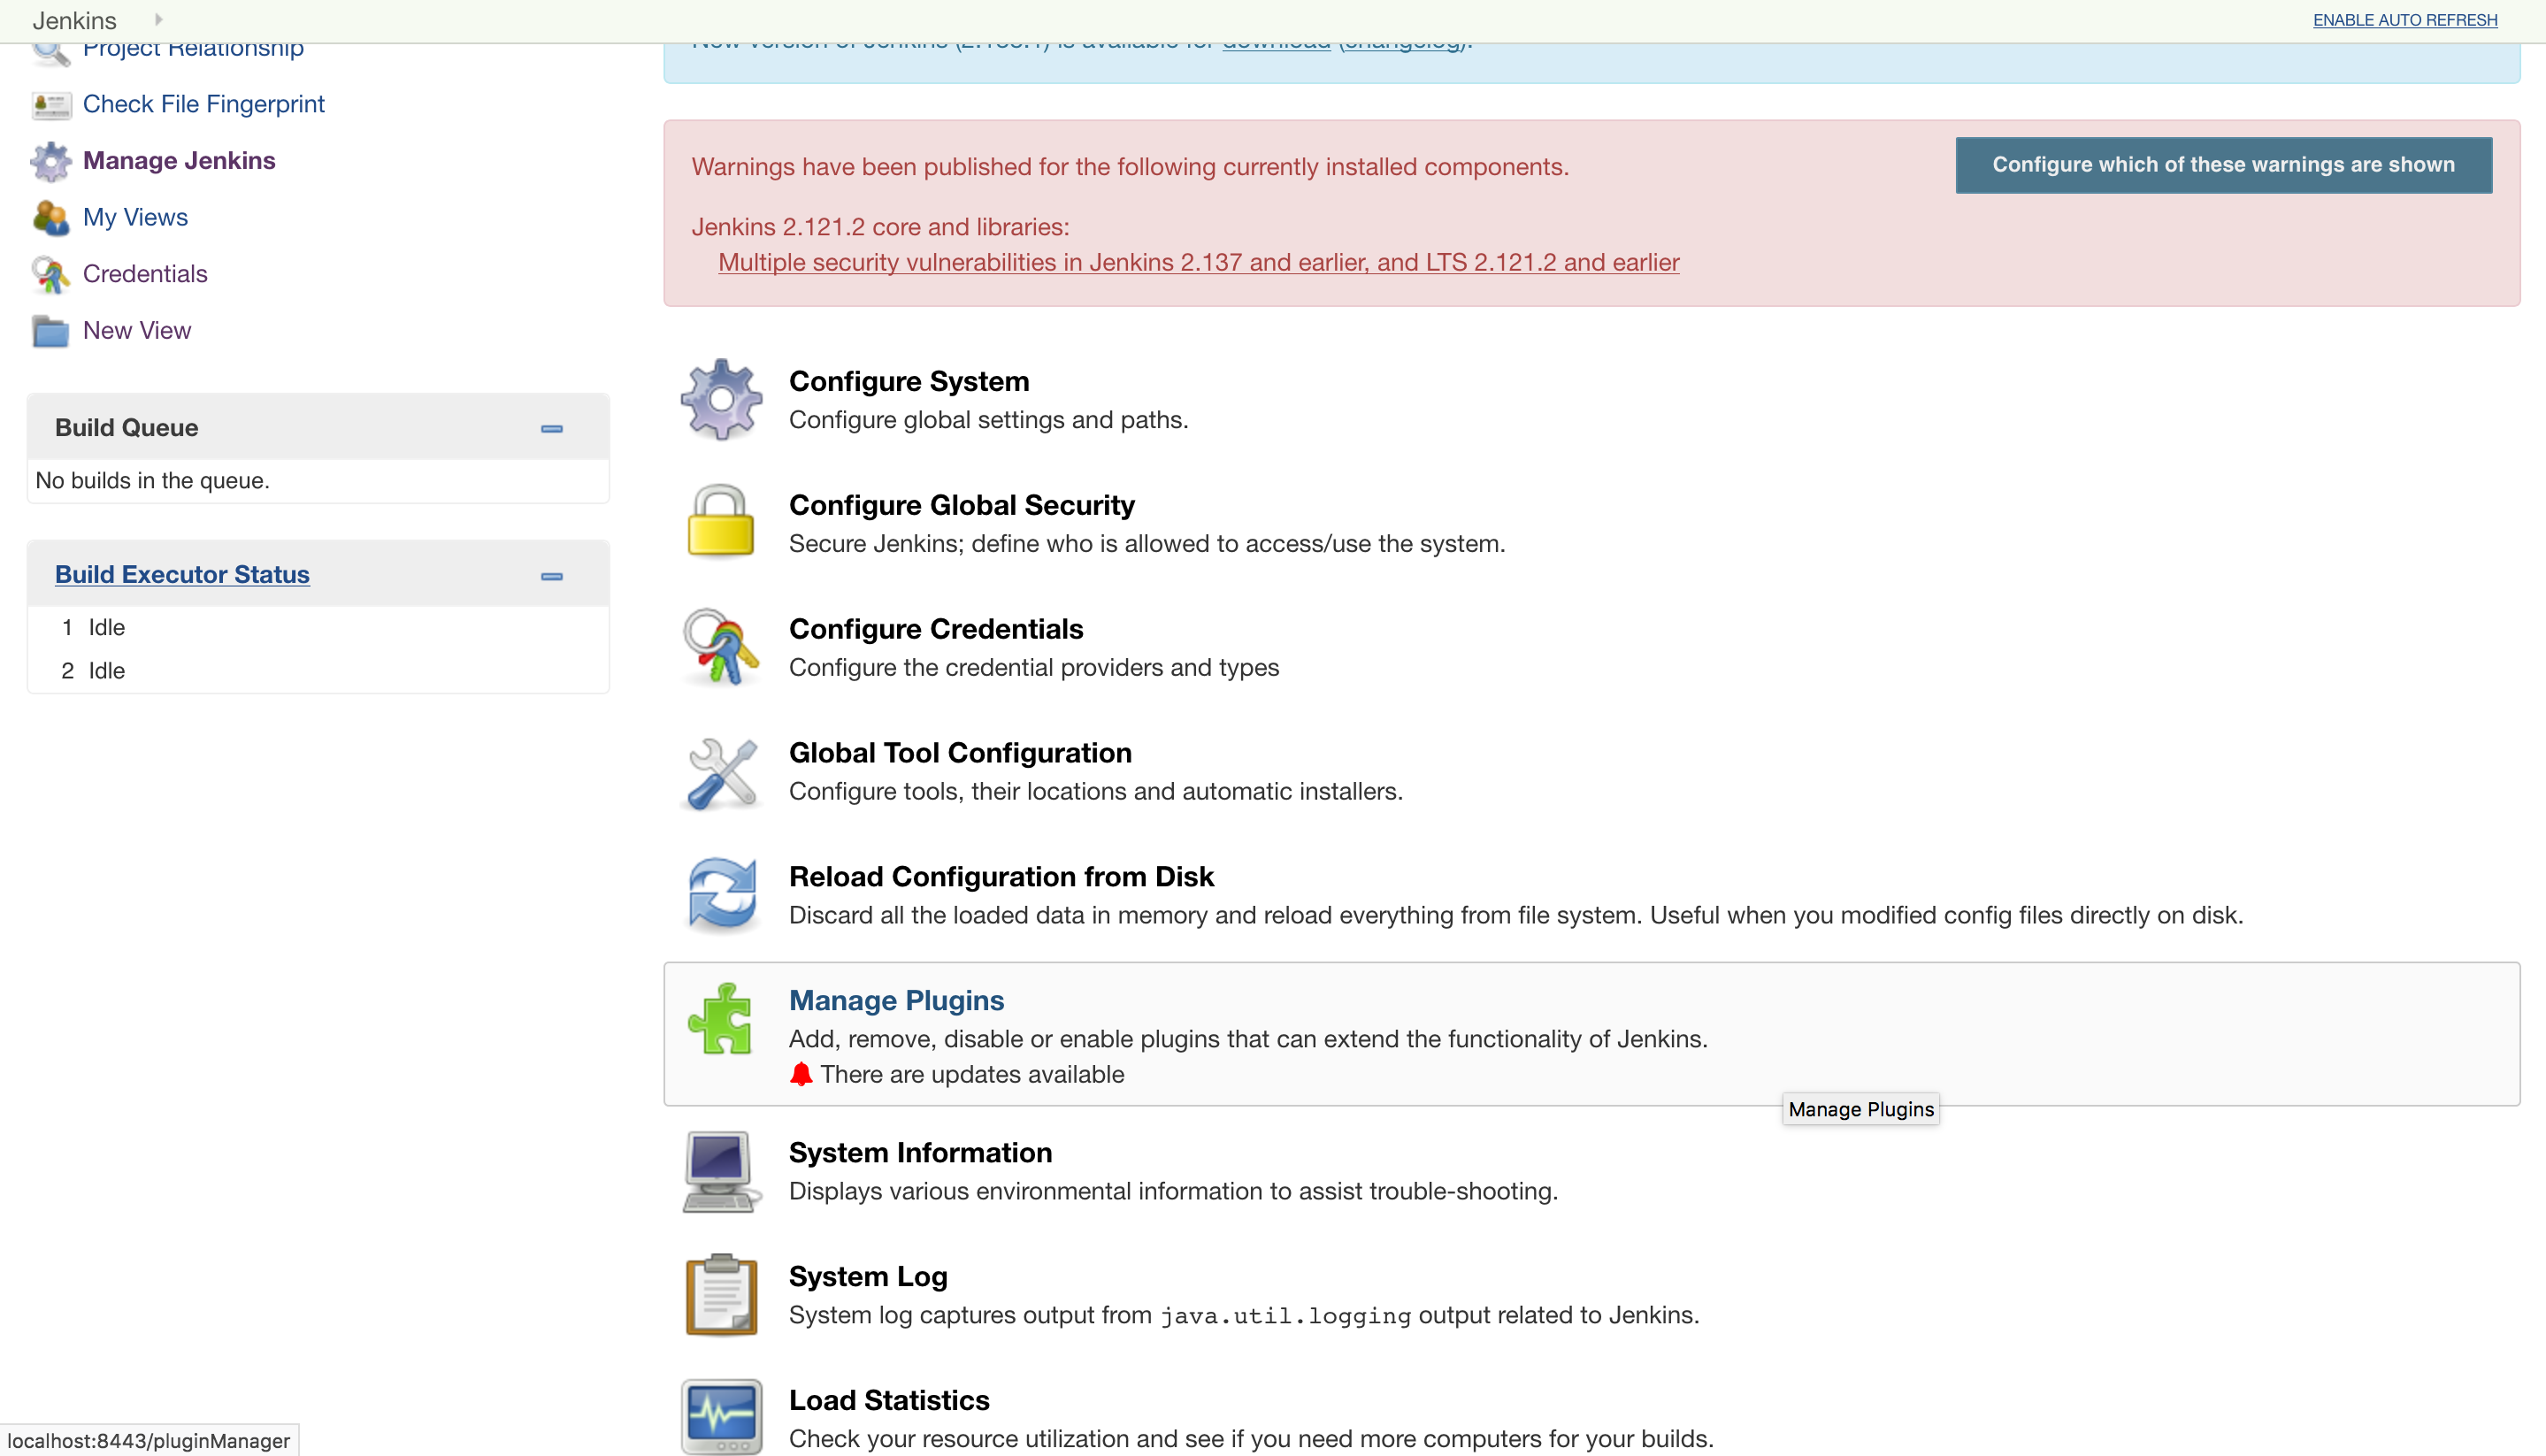 Jenkins
ENABLE AUTO REFRESH
Project Relationship
Check File Fingerprint
Manage Jenkins
My Views
Credentials
New View
Build Queue
No builds in the queue.
Build Executor Status
1 Idle
2 Idle
New version of Jenkins is available for download (changelog).
Warnings have been published for the following currently installed components.
Configure which of these warnings are shown
Jenkins 2.121.2 core and libraries:
Multiple security vulnerabilities in Jenkins 2.137 and earlier, and LTS 2.121.2 and earlier
Configure System
Configure global settings and paths.
Configure Global Security
Secure Jenkins; define who is allowed to access/use the system.
Configure Credentials
Configure the credential providers and types
Global Tool Configuration
Configure tools, their locations and automatic installers.
Reload Configuration from Disk
Discard all the loaded data in memory and reload everything from file system. Useful when you modified config files directly on disk.
Manage Plugins
Add, remove, disable or enable plugins that can extend the functionality of Jenkins.
There are updates available
Manage Plugins
System Information
Displays various environmental information to assist trouble-shooting.
System Log
System log captures output from java.util.logging output related to Jenkins.
Load Statistics
Check your resource utilization and see if you need more computers for your builds.
localhost:8443/pluginManager